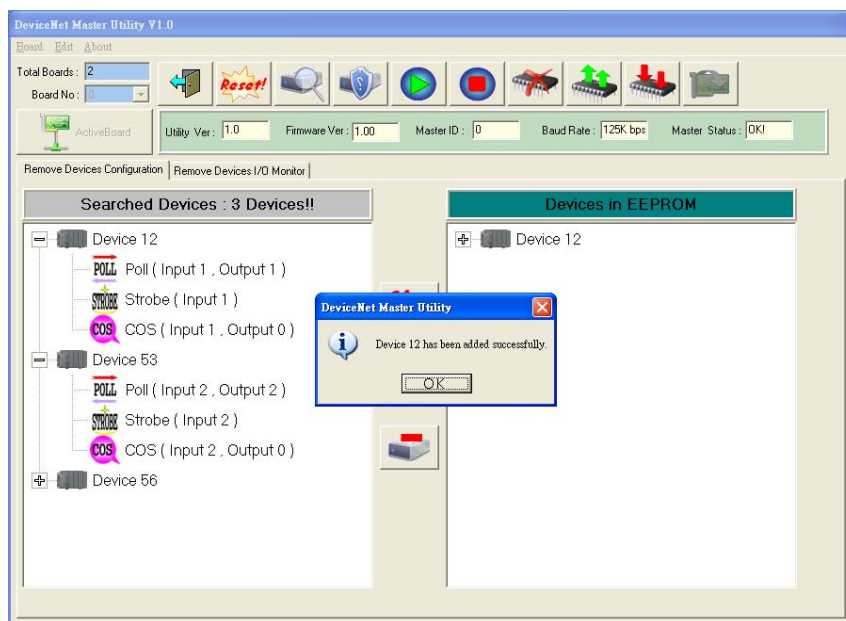 DeviceNet Master Utility V1.0
Board Edit About
Total Boards : 2
Board No : 0
Reset!
ActiveBoard
Utility Ver : 1.0 Firmware Ver : 1.00 Master ID : 0 Baud Rate : 125K bps Master Status : OK!
Remove Devices Configuration Remove Devices I/O Monitor
Searched Devices : 3 Devices!!
Devices in EEPROM
Device 12
POLL Poll ( Input 1 , Output 1 )
STROBE Strobe ( Input 1 )
COS COS ( Input 1 , Output 0 )
Device 53
POLL Poll ( Input 2 , Output 2 )
STROBE Strobe ( Input 2 )
COS COS ( Input 2 , Output 0 )
Device 56
Device 12
DeviceNet Master Utility
Device 12 has been added successfully.
OK